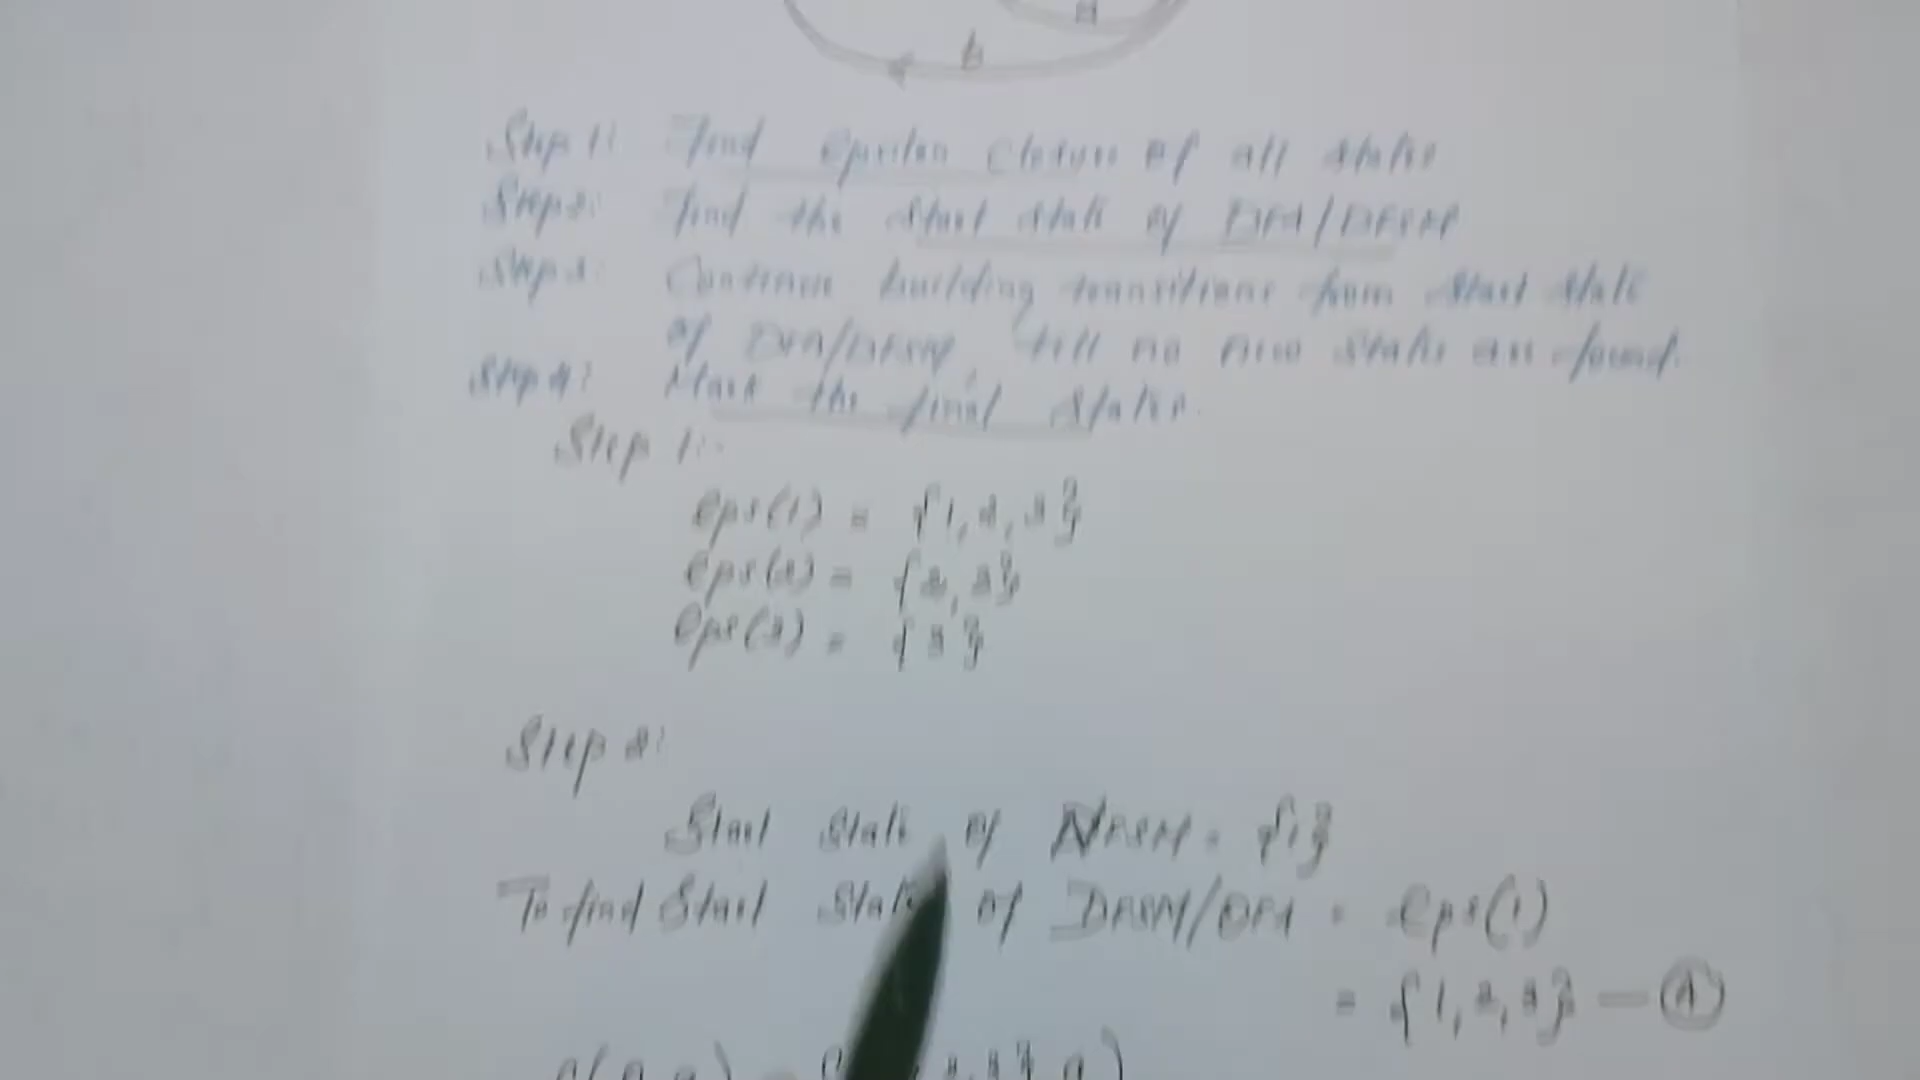 a
b
Step 1: Find Epsilon Closure of all states
Step 2: Find the start state of DFA/DFSM
Step 3: Continue building transitions from start state
of DFA/DFSM, till no new states are found.
Step 4: Mark the final states.
Step 1:-
eps(1) = {1, 2, 3}
eps(2) = {2, 3}
eps(3) = {3}
Step 2:
Start state of NFSM = {1}
To find Start State of DFSM/DFA = eps(1)
= {1, 2, 3} — A